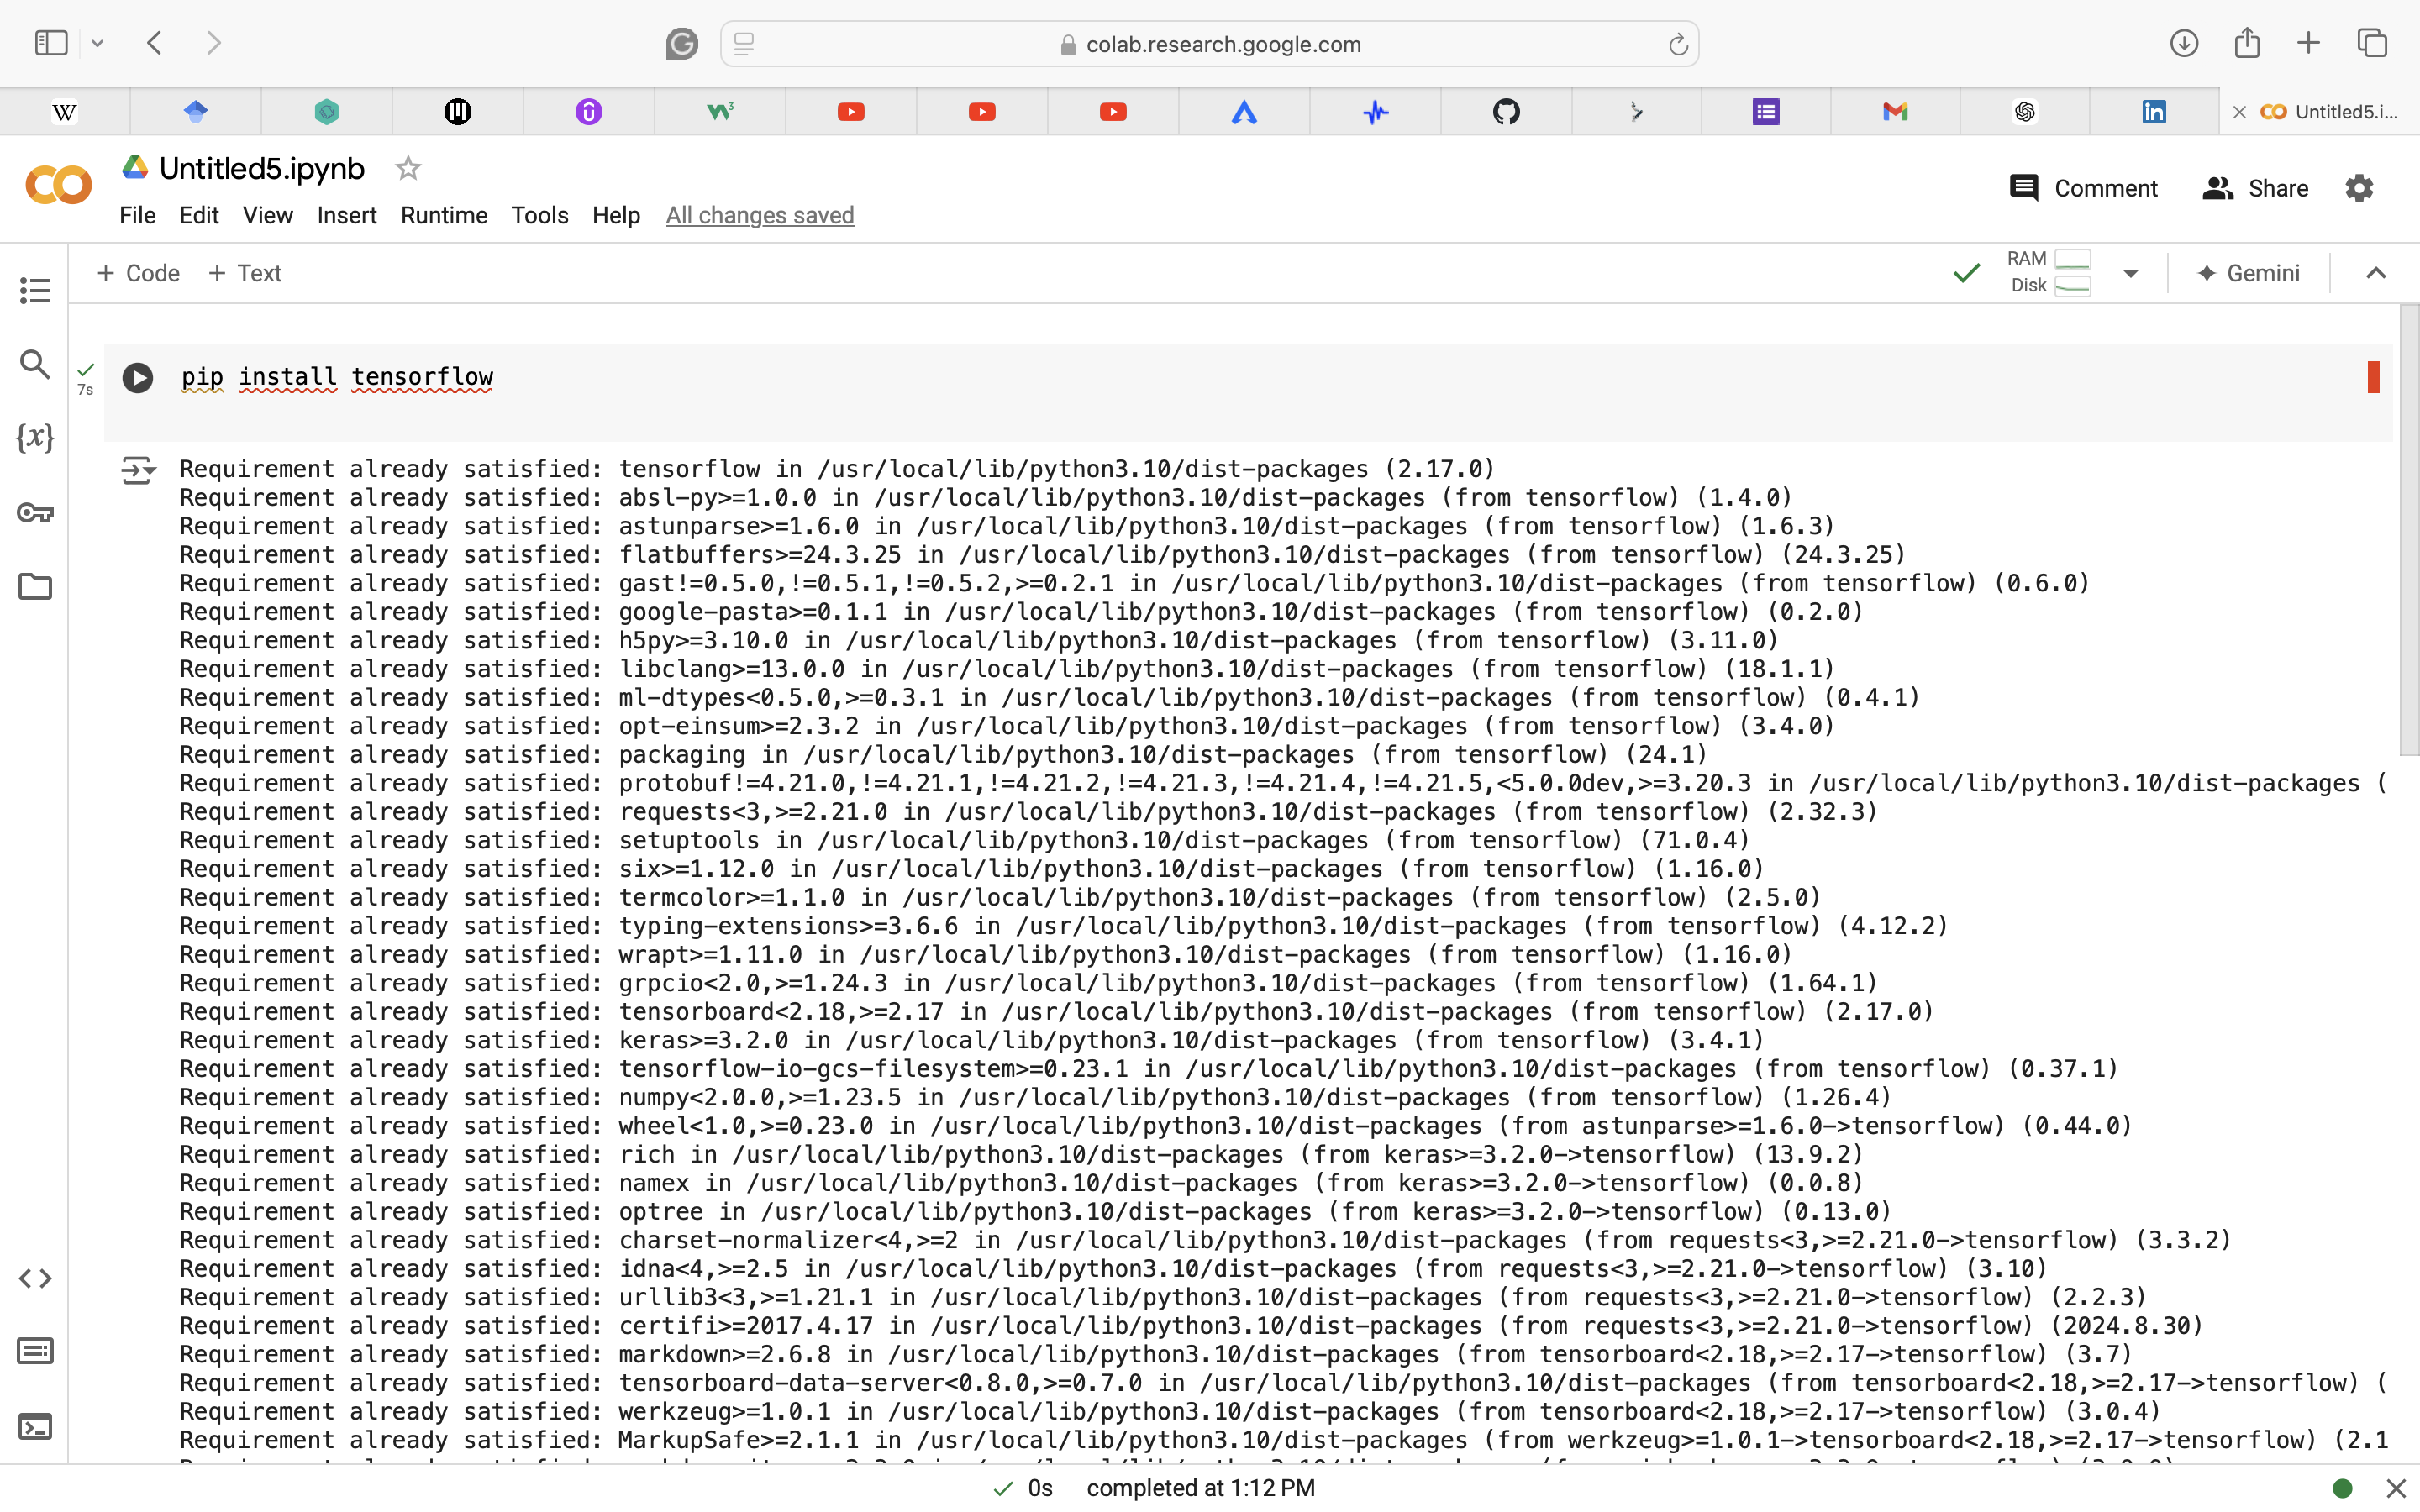 colab.research.google.com
W
3
in
Untitled5.i...
Untitled5.ipynb
File Edit View Insert Runtime Tools Help All changes saved
Comment Share
+ Code + Text
RAM
Disk
Gemini
7s
pip install tensorflow
{x}
Requirement already satisfied: tensorflow in /usr/local/lib/python3.10/dist-packages (2.17.0)
Requirement already satisfied: absl-py>=1.0.0 in /usr/local/lib/python3.10/dist-packages (from tensorflow) (1.4.0)
Requirement already satisfied: astunparse>=1.6.0 in /usr/local/lib/python3.10/dist-packages (from tensorflow) (1.6.3)
Requirement already satisfied: flatbuffers>=24.3.25 in /usr/local/lib/python3.10/dist-packages (from tensorflow) (24.3.25)
Requirement already satisfied: gast!=0.5.0,!=0.5.1,!=0.5.2,>=0.2.1 in /usr/local/lib/python3.10/dist-packages (from tensorflow) (0.6.0)
Requirement already satisfied: google-pasta>=0.1.1 in /usr/local/lib/python3.10/dist-packages (from tensorflow) (0.2.0)
Requirement already satisfied: h5py>=3.10.0 in /usr/local/lib/python3.10/dist-packages (from tensorflow) (3.11.0)
Requirement already satisfied: libclang>=13.0.0 in /usr/local/lib/python3.10/dist-packages (from tensorflow) (18.1.1)
Requirement already satisfied: ml-dtypes<0.5.0,>=0.3.1 in /usr/local/lib/python3.10/dist-packages (from tensorflow) (0.4.1)
Requirement already satisfied: opt-einsum>=2.3.2 in /usr/local/lib/python3.10/dist-packages (from tensorflow) (3.4.0)
Requirement already satisfied: packaging in /usr/local/lib/python3.10/dist-packages (from tensorflow) (24.1)
Requirement already satisfied: protobuf!=4.21.0,!=4.21.1,!=4.21.2,!=4.21.3,!=4.21.4,!=4.21.5,<5.0.0dev,>=3.20.3 in /usr/local/lib/python3.10/dist-packages (
Requirement already satisfied: requests<3,>=2.21.0 in /usr/local/lib/python3.10/dist-packages (from tensorflow) (2.32.3)
Requirement already satisfied: setuptools in /usr/local/lib/python3.10/dist-packages (from tensorflow) (71.0.4)
Requirement already satisfied: six>=1.12.0 in /usr/local/lib/python3.10/dist-packages (from tensorflow) (1.16.0)
Requirement already satisfied: termcolor>=1.1.0 in /usr/local/lib/python3.10/dist-packages (from tensorflow) (2.5.0)
Requirement already satisfied: typing-extensions>=3.6.6 in /usr/local/lib/python3.10/dist-packages (from tensorflow) (4.12.2)
Requirement already satisfied: wrapt>=1.11.0 in /usr/local/lib/python3.10/dist-packages (from tensorflow) (1.16.0)
Requirement already satisfied: grpcio<2.0,>=1.24.3 in /usr/local/lib/python3.10/dist-packages (from tensorflow) (1.64.1)
Requirement already satisfied: tensorboard<2.18,>=2.17 in /usr/local/lib/python3.10/dist-packages (from tensorflow) (2.17.0)
Requirement already satisfied: keras>=3.2.0 in /usr/local/lib/python3.10/dist-packages (from tensorflow) (3.4.1)
Requirement already satisfied: tensorflow-io-gcs-filesystem>=0.23.1 in /usr/local/lib/python3.10/dist-packages (from tensorflow) (0.37.1)
Requirement already satisfied: numpy<2.0.0,>=1.23.5 in /usr/local/lib/python3.10/dist-packages (from tensorflow) (1.26.4)
Requirement already satisfied: wheel<1.0,>=0.23.0 in /usr/local/lib/python3.10/dist-packages (from astunparse>=1.6.0->tensorflow) (0.44.0)
Requirement already satisfied: rich in /usr/local/lib/python3.10/dist-packages (from keras>=3.2.0->tensorflow) (13.9.2)
Requirement already satisfied: namex in /usr/local/lib/python3.10/dist-packages (from keras>=3.2.0->tensorflow) (0.0.8)
Requirement already satisfied: optree in /usr/local/lib/python3.10/dist-packages (from keras>=3.2.0->tensorflow) (0.13.0)
Requirement already satisfied: charset-normalizer<4,>=2 in /usr/local/lib/python3.10/dist-packages (from requests<3,>=2.21.0->tensorflow) (3.3.2)
Requirement already satisfied: idna<4,>=2.5 in /usr/local/lib/python3.10/dist-packages (from requests<3,>=2.21.0->tensorflow) (3.10)
Requirement already satisfied: urllib3<3,>=1.21.1 in /usr/local/lib/python3.10/dist-packages (from requests<3,>=2.21.0->tensorflow) (2.2.3)
Requirement already satisfied: certifi>=2017.4.17 in /usr/local/lib/python3.10/dist-packages (from requests<3,>=2.21.0->tensorflow) (2024.8.30)
Requirement already satisfied: markdown>=2.6.8 in /usr/local/lib/python3.10/dist-packages (from tensorboard<2.18,>=2.17->tensorflow) (3.7)
Requirement already satisfied: tensorboard-data-server<0.8.0,>=0.7.0 in /usr/local/lib/python3.10/dist-packages (from tensorboard<2.18,>=2.17->tensorflow) (
Requirement already satisfied: werkzeug>=1.0.1 in /usr/local/lib/python3.10/dist-packages (from tensorboard<2.18,>=2.17->tensorflow) (3.0.4)
Requirement already satisfied: MarkupSafe>=2.1.1 in /usr/local/lib/python3.10/dist-packages (from werkzeug>=1.0.1->tensorboard<2.18,>=2.17->tensorflow) (2.1
0s completed at 1:12 PM